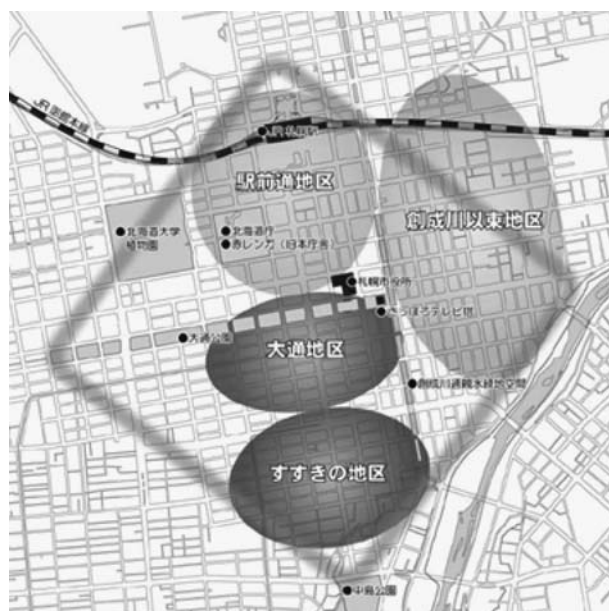 JR函館本線
JR札幌駅
駅前通地区
創成川以東地区
北海道大学
植物園
北海道庁
赤レンガ（旧本庁舎）
札幌市役所
さっぽろテレビ塔
大通公園
大通地区
創成川通親水緑地空間
すすきの地区
中島公園